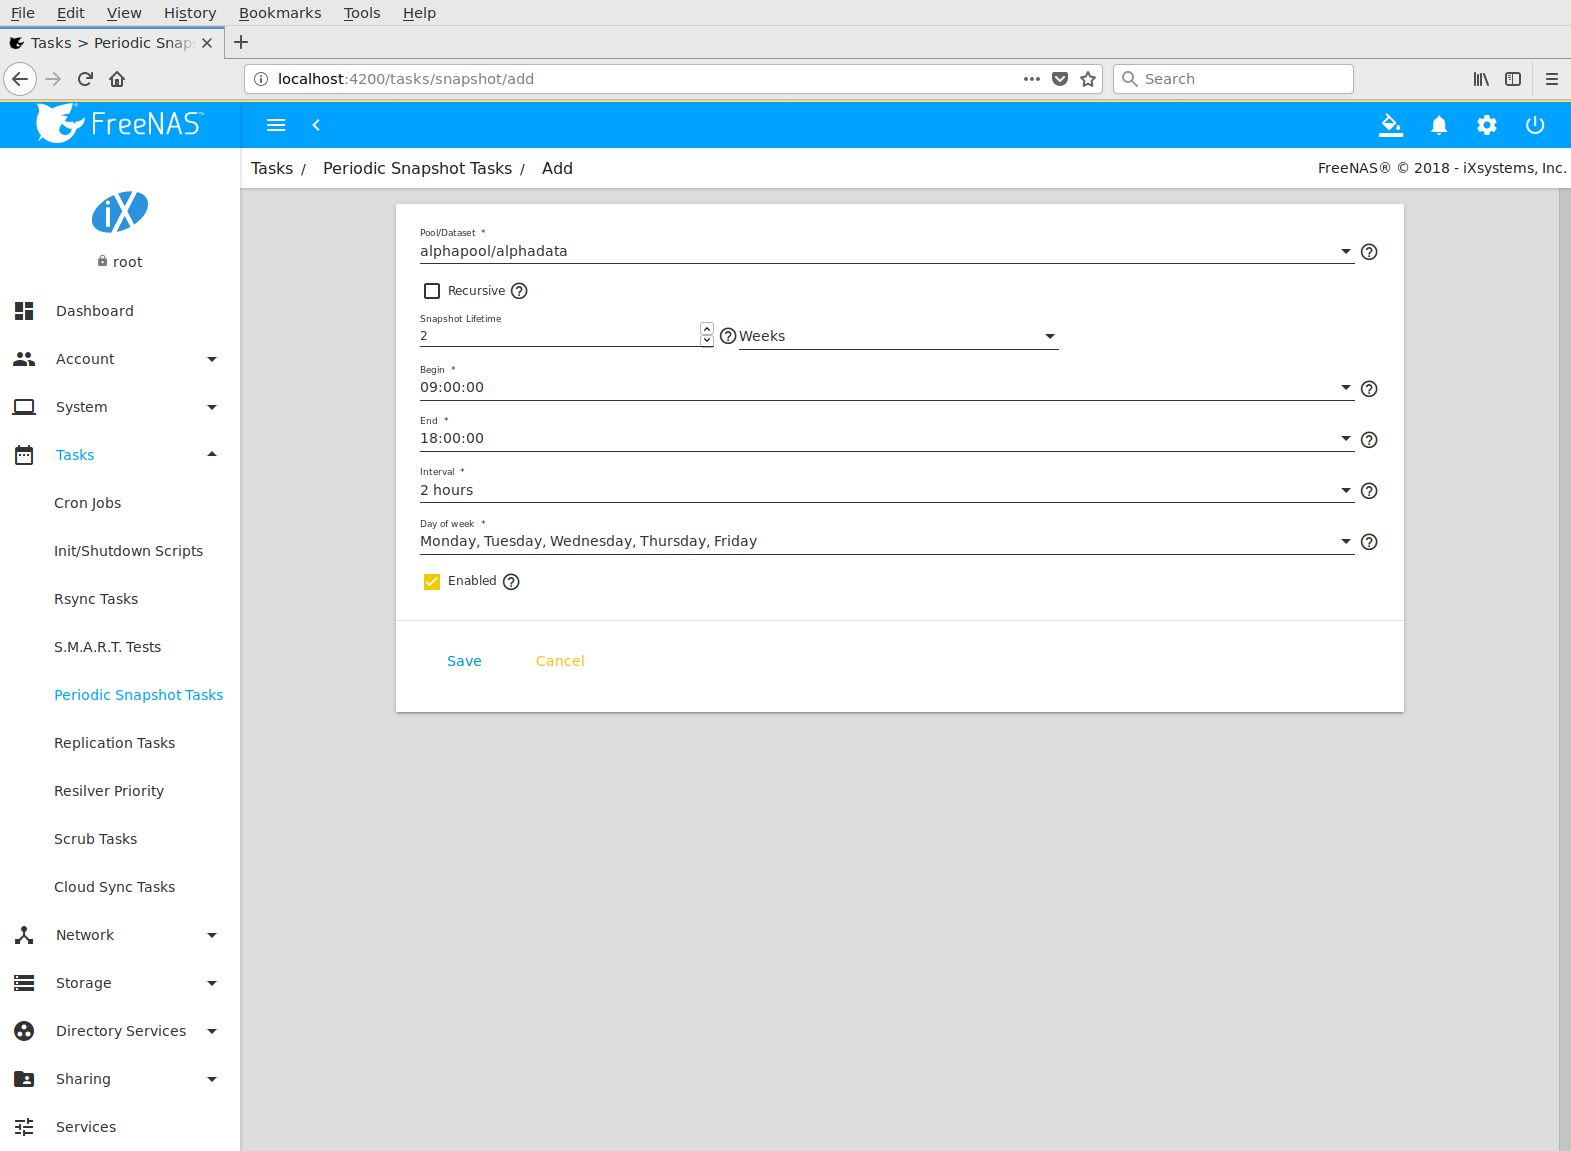 File Edit View History Bookmarks Tools Help
Tasks > Periodic Snap
localhost:4200/tasks/snapshot/add
Search
FreeNAS™
Tasks / Periodic Snapshot Tasks / Add
FreeNAS® © 2018 - iXsystems, Inc.
iX
root
Dashboard
Account
System
Tasks
Cron Jobs
Init/Shutdown Scripts
Rsync Tasks
S.M.A.R.T. Tests
Periodic Snapshot Tasks
Replication Tasks
Resilver Priority
Scrub Tasks
Cloud Sync Tasks
Network
Storage
Directory Services
Sharing
Services
Pool/Dataset *
alphapool/alphadata
Recursive
Snapshot Lifetime
2
Weeks
Begin *
09:00:00
End *
18:00:00
Interval *
2 hours
Day of week *
Monday, Tuesday, Wednesday, Thursday, Friday
Enabled
Save
Cancel